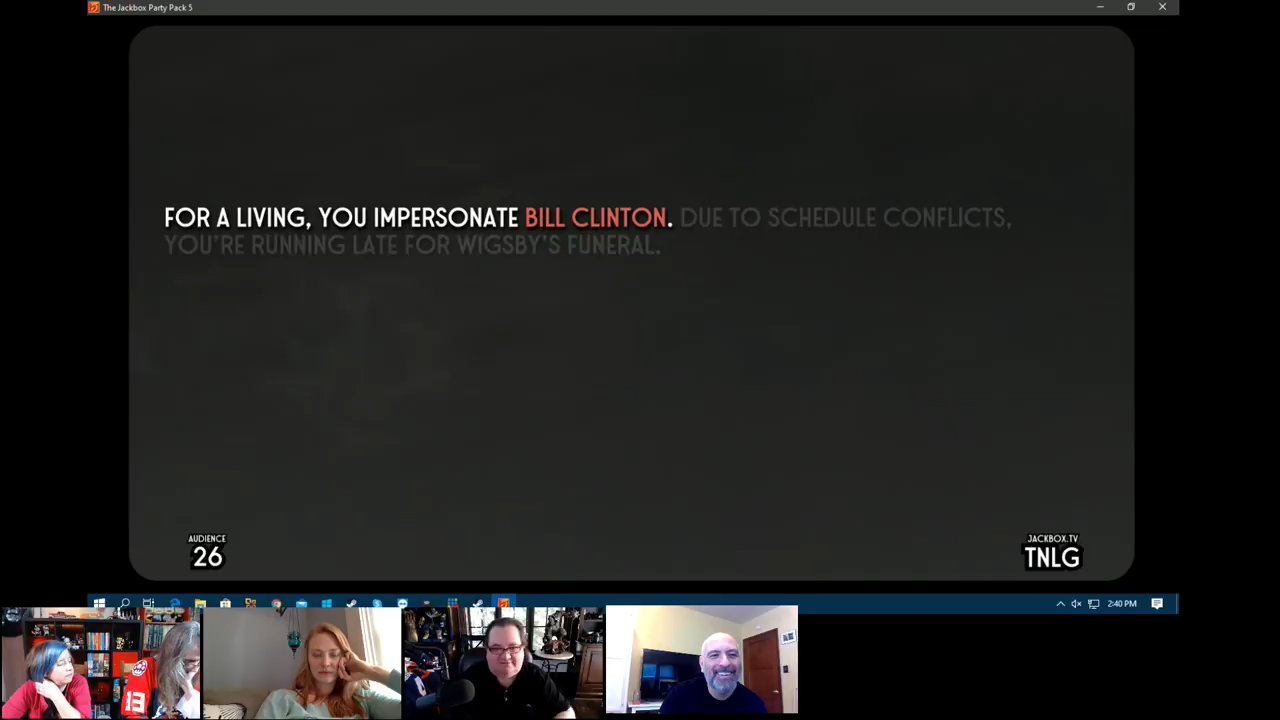 The Jackbox Party Pack 5
FOR A LIVING, YOU IMPERSONATE BILL CLINTON. DUE TO SCHEDULE CONFLICTS,
YOU'RE RUNNING LATE FOR WIGSBY'S FUNERAL.
AUDIENCE
26
JACKBOX.TV
TNLG
2:40 PM
13